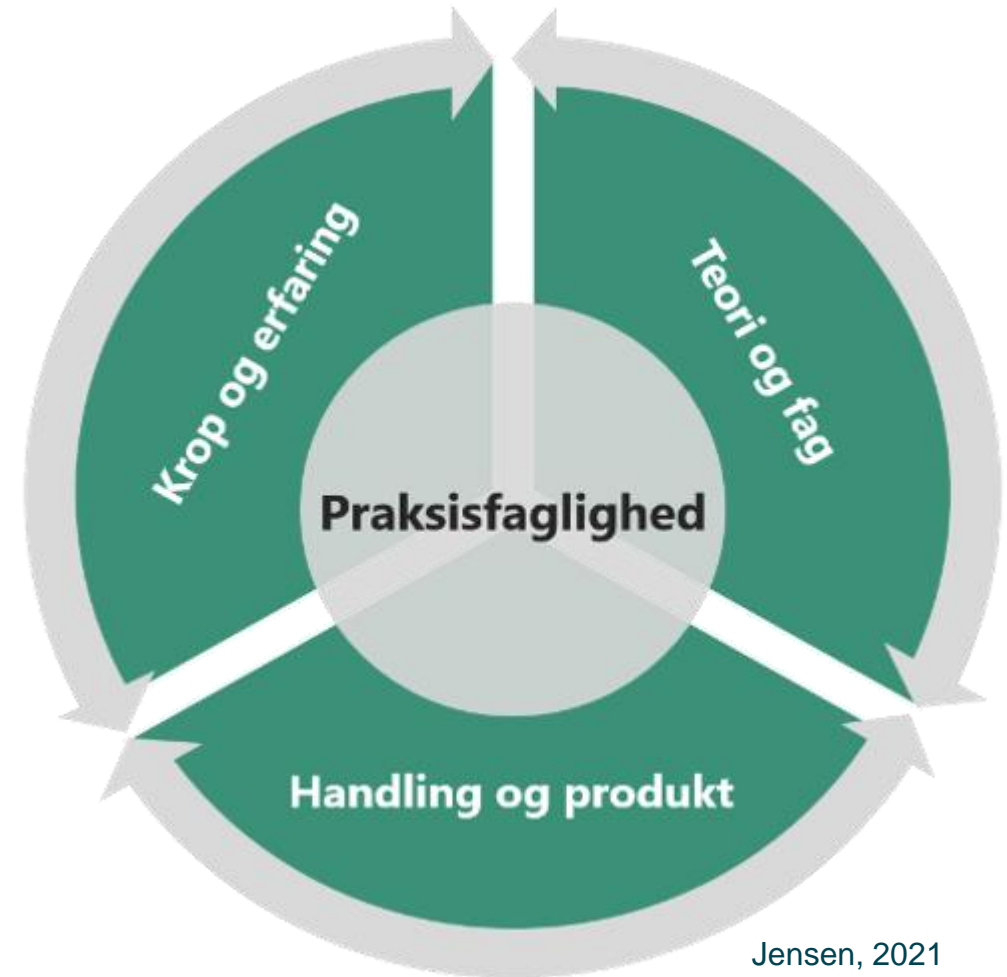 Krop og erfaring
Teori og fag
Praksisfaglighed
Handling og produkt
Jensen, 2021